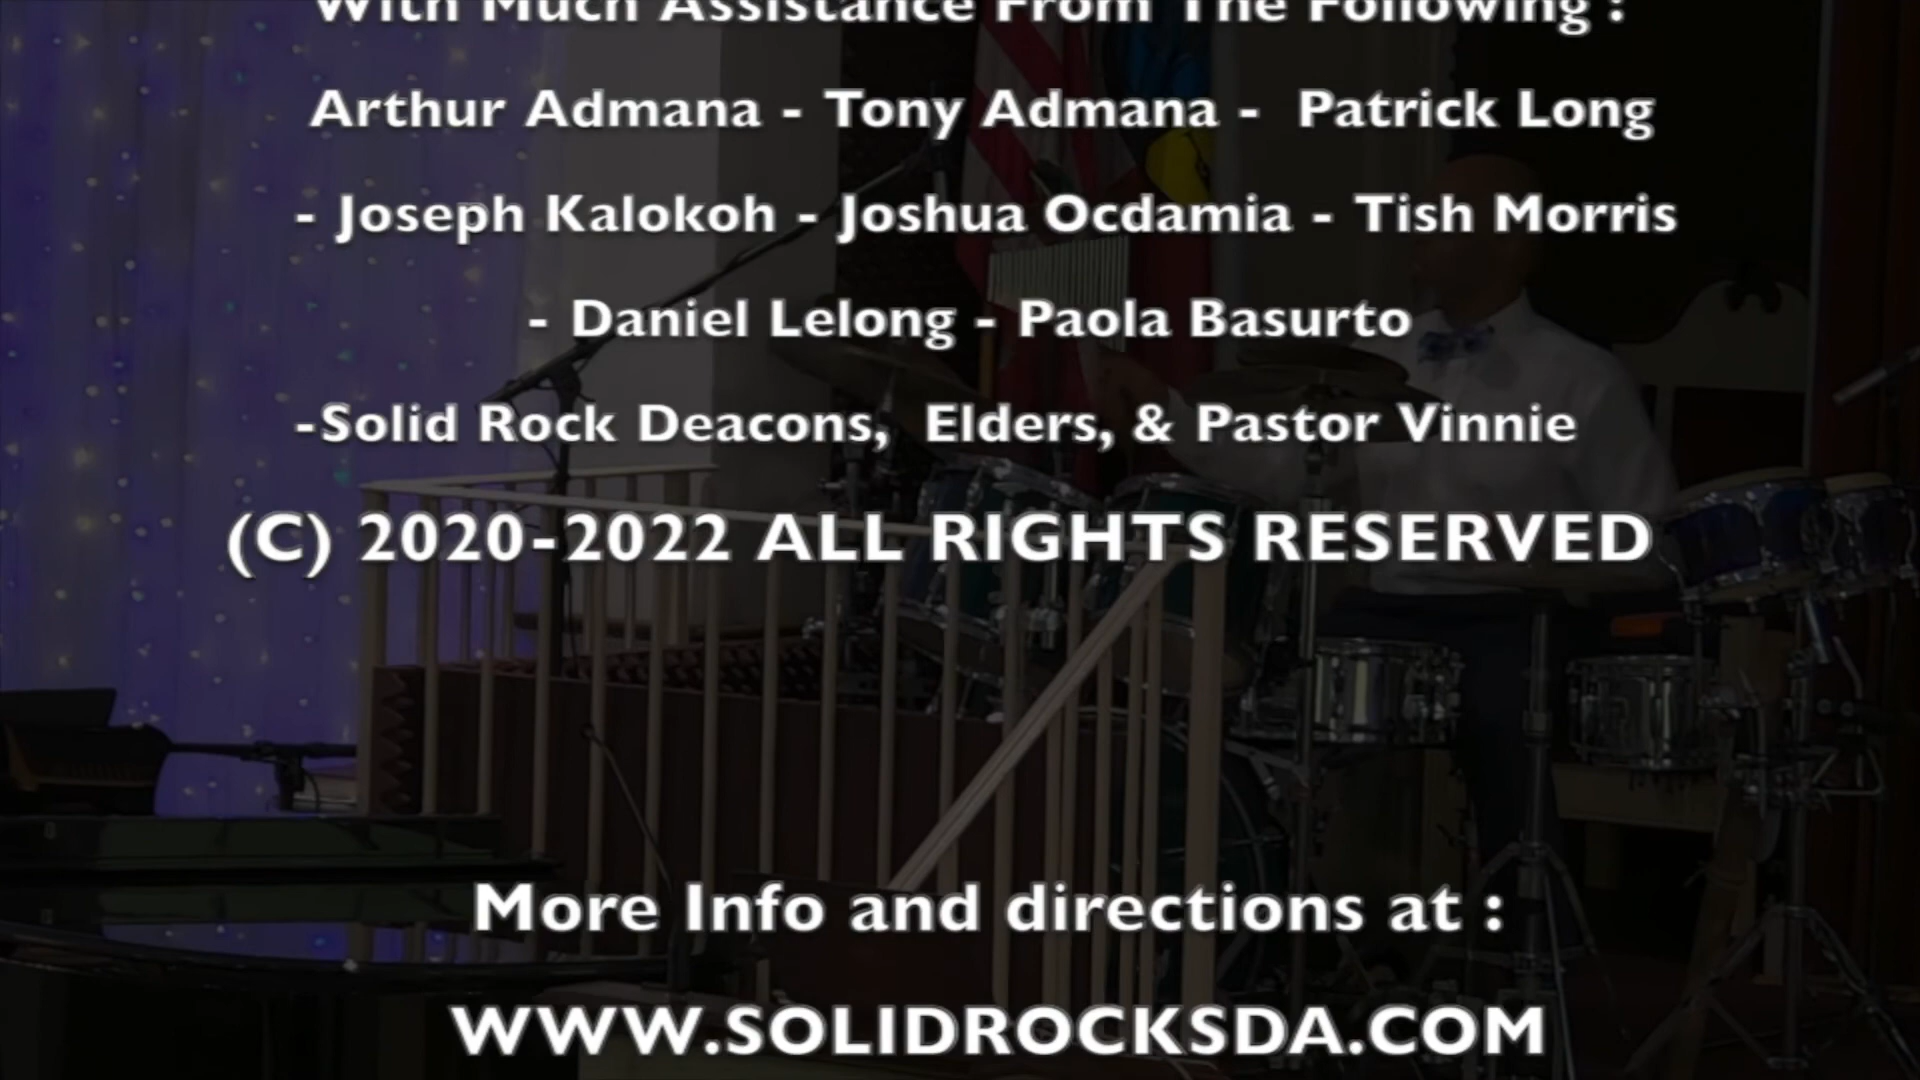 With Much Assistance From The Following :
Arthur Admana - Tony Admana - Patrick Long
- Joseph Kalokoh - Joshua Ocdamia - Tish Morris
- Daniel Lelong - Paola Basurto
-Solid Rock Deacons, Elders, & Pastor Vinnie
(C) 2020-2022 ALL RIGHTS RESERVED
More Info and directions at :
WWW.SOLIDROCKSDA.COM